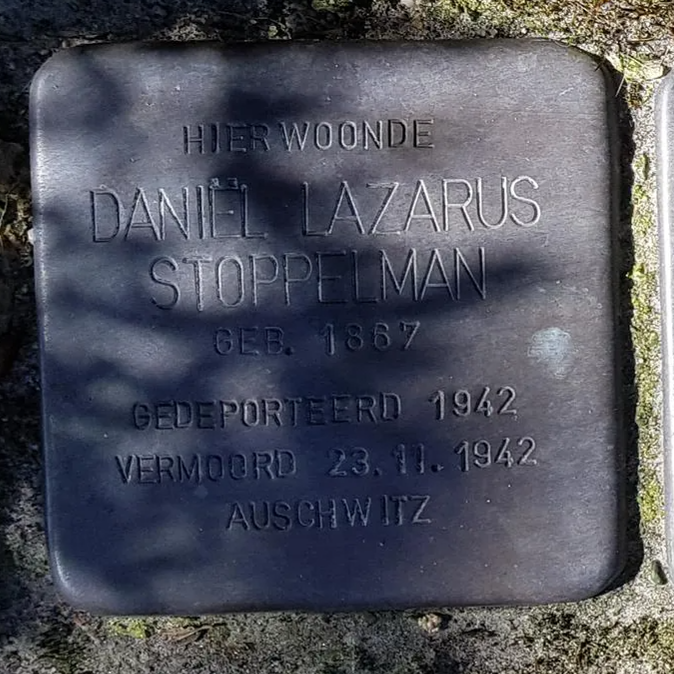 HIER WOONDE
DANIËL LAZARUS
STOPPELMAN
GEB. 1867
GEDEPORTEERD 1942
VERMOORD 23.11.1942
AUSCHWITZ